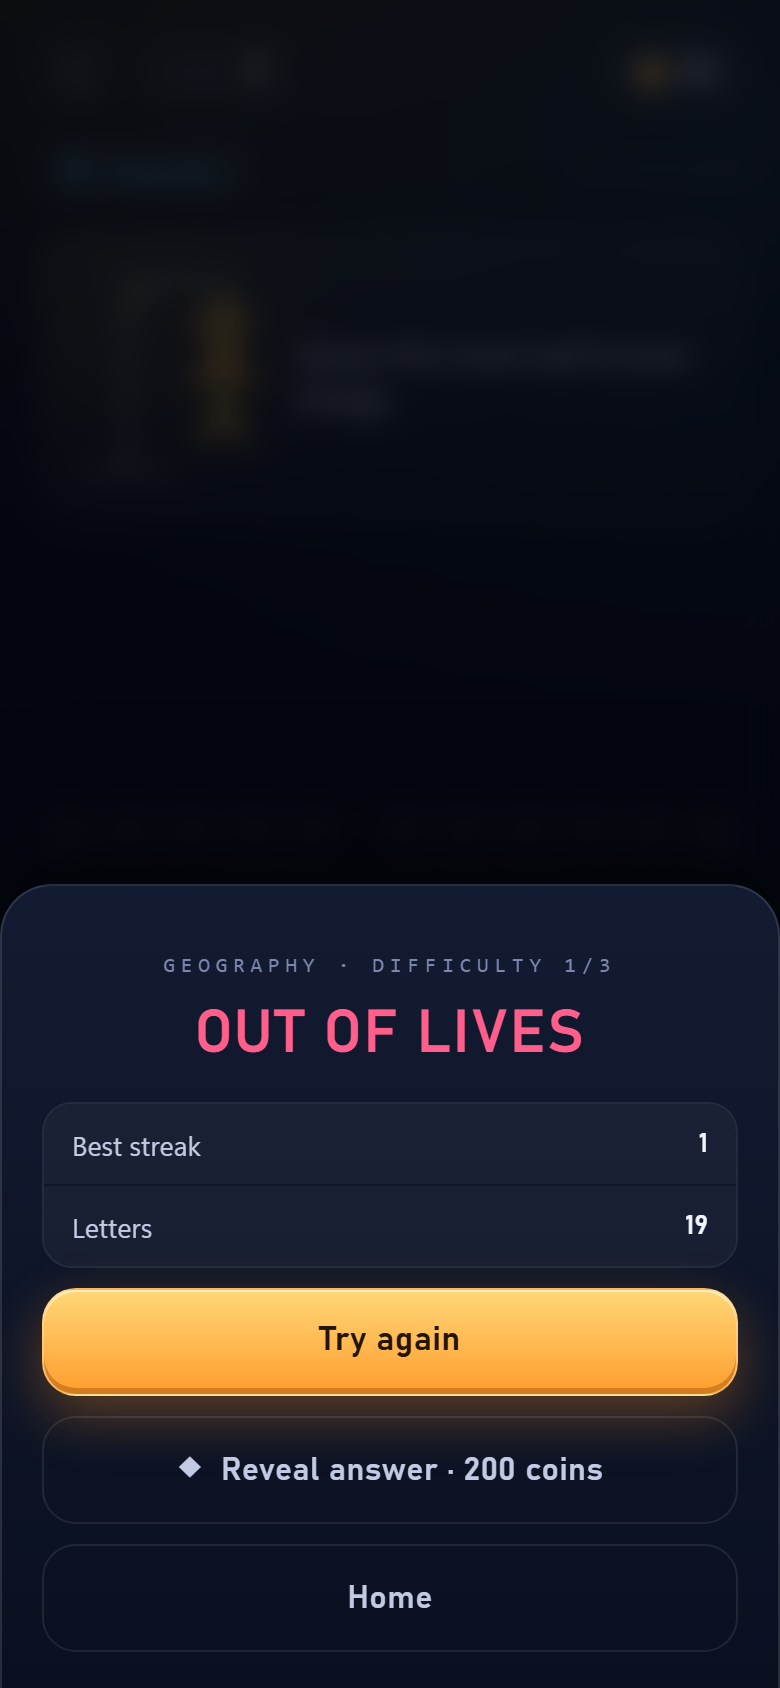 GEOGRAPHY · DIFFICULTY 1/3
OUT OF LIVES
Best streak 1
Letters 19
Try again
◆ Reveal answer · 200 coins
Home